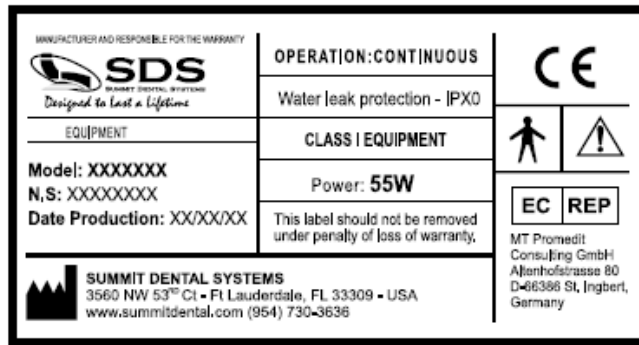 MANUFACTURER AND RESPONSIBLE FOR THE WARRANTY
SDS
SUMMIT DENTAL SYSTEMS
Designed to Last a Lifetime
EQUIPMENT
Model: XXXXXXX
N,S: XXXXXXXX
Date Production: XX/XX/XX
OPERATION:CONTINUOUS
Water leak protection - IPX0
CLASS I EQUIPMENT
Power: 55W
This label should not be removed
under penalty of loss of warranty.
CE
EC REP
MT Promedit
Consulting GmbH
Altenhofstrasse 80
D-66386 St, Ingbert,
Germany
SUMMIT DENTAL SYSTEMS
3560 NW 53RD Ct - Ft Lauderdale, FL 33309 - USA
www.summitdental.com (954) 730-3636